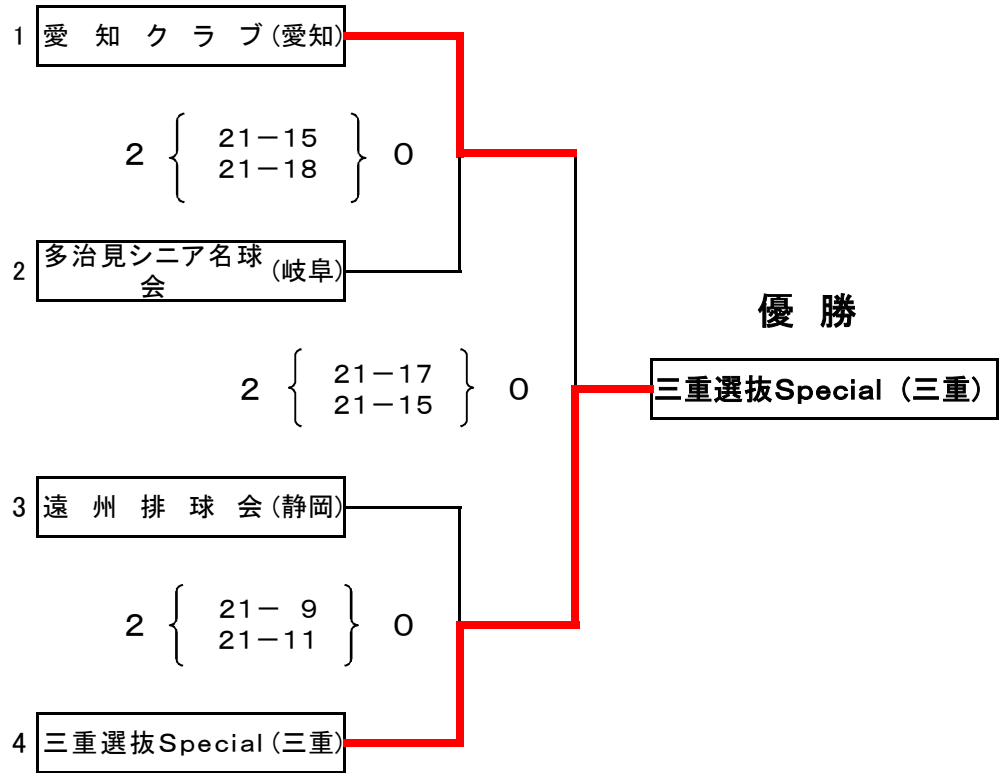 1 愛知クラブ(愛知)
2 { 21－15 } 0
21－18
2 多治見シニア名球
会 (岐阜)
優勝
2 { 21－17 } 0
21－15
三重選抜Special (三重)
3 遠州排球会(静岡)
2 { 21－ 9 } 0
21－11
4 三重選抜Special(三重)